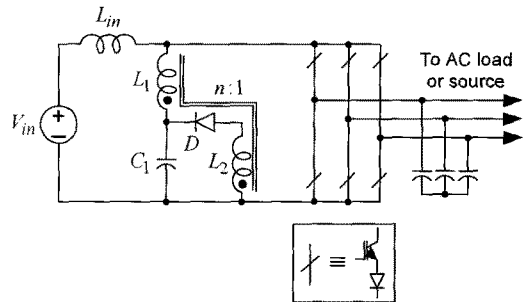 L_in
L_1
n:1
To AC load
or source
V_in
+
−
D
C_1
L_2
≡